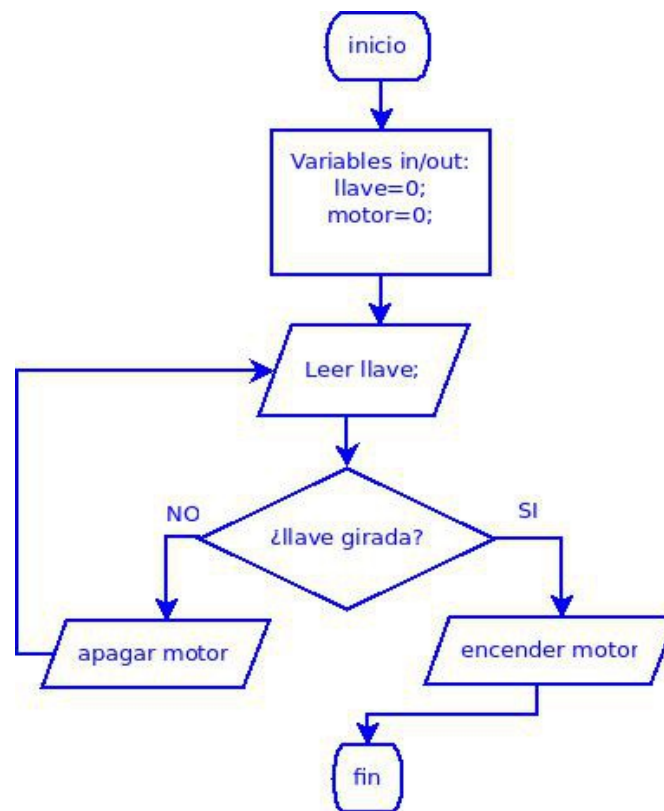 inicio
Variables in/out:
llave=0;
motor=0;
Leer llave;
¿llave girada?
NO
SI
apagar motor
encender motor
fin